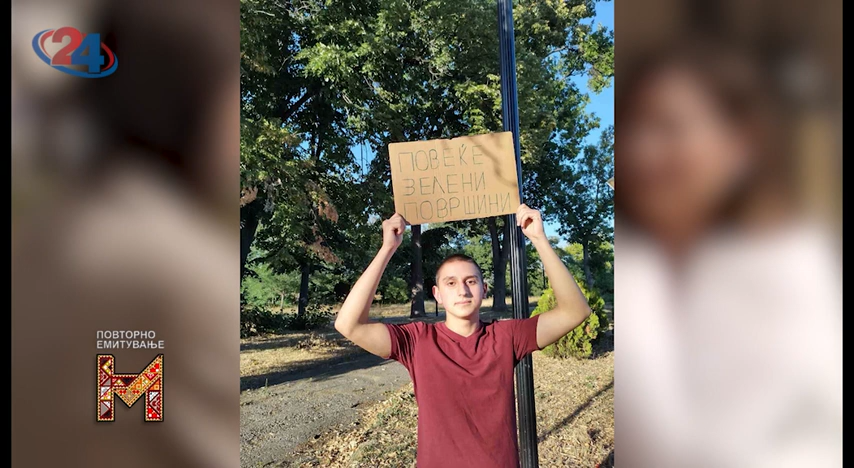 24
ПОВЕЌЕ
ЗЕЛЕНИ
ПОВРШИНИ
ПОВТОРНО
ЕМИТУВАЊЕ
М